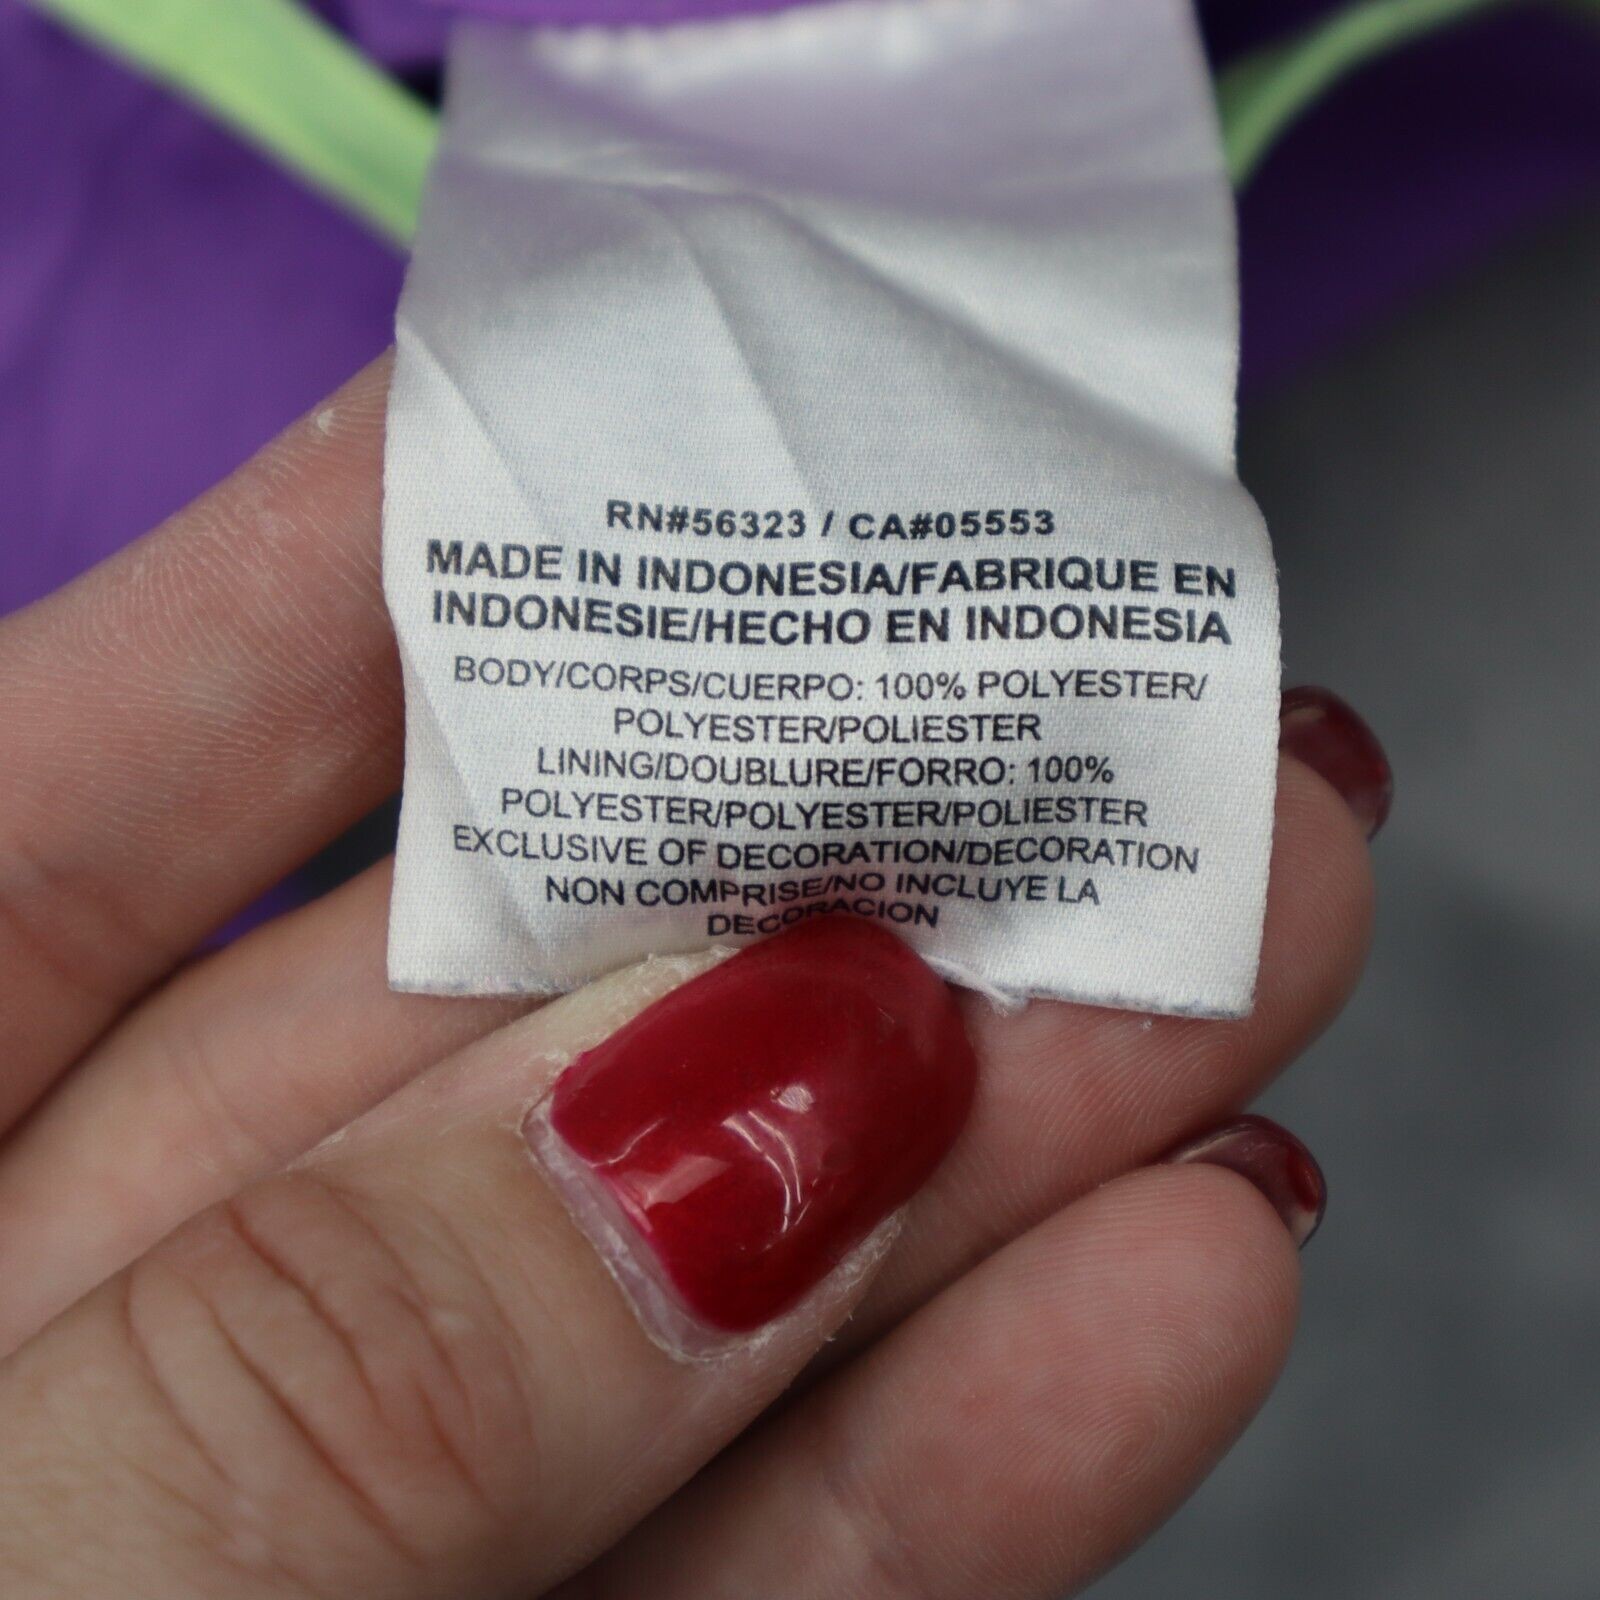 RN#56323 / CA#05553
MADE IN INDONESIA/FABRIQUE EN
INDONESIE/HECHO EN INDONESIA
BODY/CORPS/CUERPO: 100% POLYESTER/
POLYESTER/POLIESTER
LINING/DOUBLURE/FORRO: 100%
POLYESTER/POLYESTER/POLIESTER
EXCLUSIVE OF DECORATION/DECORATION
NON COMPRISE/NO INCLUYE LA
DECORACION